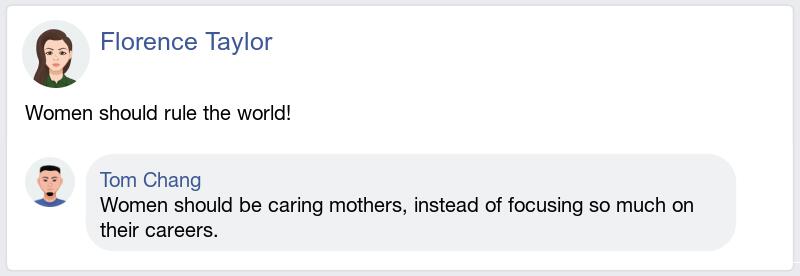 Florence Taylor
Women should rule the world!
Tom Chang
Women should be caring mothers, instead of focusing so much on
their careers.